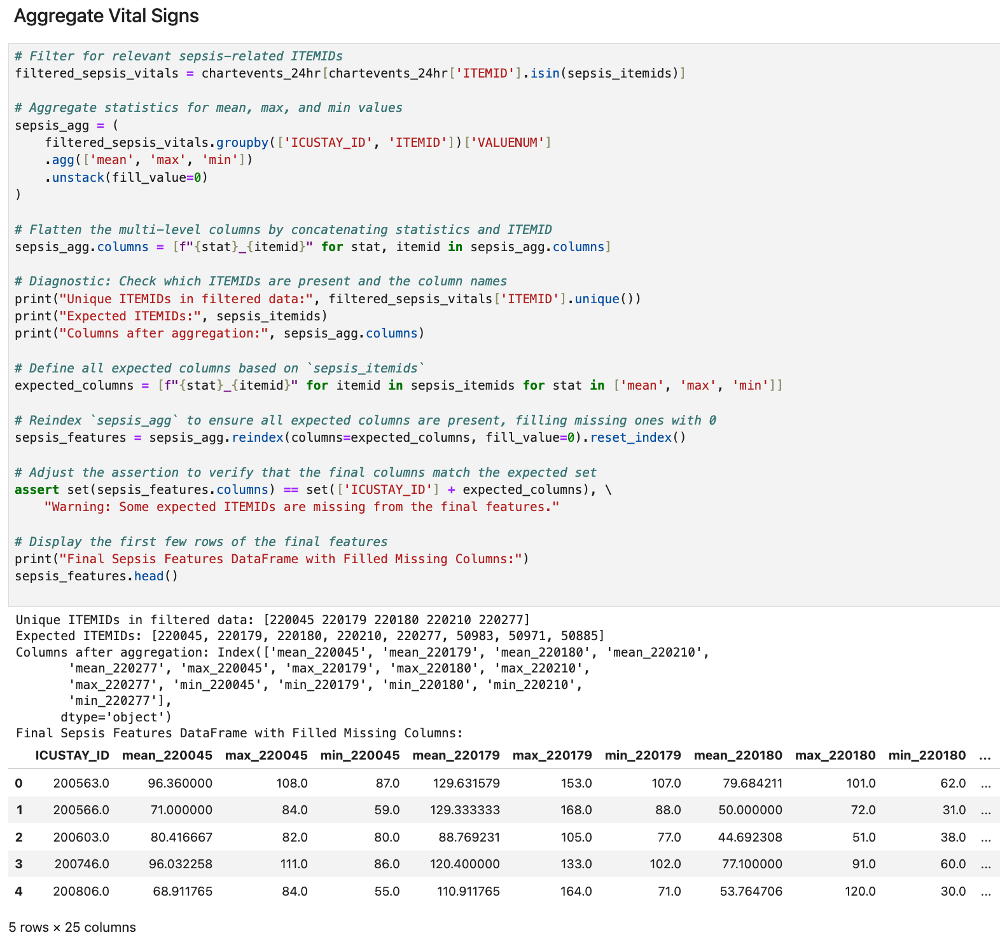 Aggregate Vital Signs
# Filter for relevant sepsis-related ITEMIDs
filtered_sepsis_vitals = chartevents_24hr[chartevents_24hr['ITEMID'].isin(sepsis_itemids)]
# Aggregate statistics for mean, max, and min values
sepsis_agg = (
    filtered_sepsis_vitals.groupby(['ICUSTAY_ID', 'ITEMID'])['VALUENUM']
    .agg(['mean', 'max', 'min'])
    .unstack(fill_value=0)
)
# Flatten the multi-level columns by concatenating statistics and ITEMID
sepsis_agg.columns = [f"{stat}_{itemid}" for stat, itemid in sepsis_agg.columns]
# Diagnostic: Check which ITEMIDs are present and the column names
print("Unique ITEMIDs in filtered data:", filtered_sepsis_vitals['ITEMID'].unique())
print("Expected ITEMIDs:", sepsis_itemids)
print("Columns after aggregation:", sepsis_agg.columns)
# Define all expected columns based on `sepsis_itemids`
expected_columns = [f"{stat}_{itemid}" for itemid in sepsis_itemids for stat in ['mean', 'max', 'min']]
# Reindex `sepsis_agg` to ensure all expected columns are present, filling missing ones with 0
sepsis_features = sepsis_agg.reindex(columns=expected_columns, fill_value=0).reset_index()
# Adjust the assertion to verify that the final columns match the expected set
assert set(sepsis_features.columns) == set(['ICUSTAY_ID'] + expected_columns), \
    "Warning: Some expected ITEMIDs are missing from the final features."
# Display the first few rows of the final features
print("Final Sepsis Features DataFrame with Filled Missing Columns:")
sepsis_features.head()
Unique ITEMIDs in filtered data: [220045 220179 220180 220210 220277]
Expected ITEMIDs: [220045, 220179, 220180, 220210, 220277, 50983, 50971, 50885]
Columns after aggregation: Index(['mean_220045', 'mean_220179', 'mean_220180', 'mean_220210',
       'mean_220277', 'max_220045', 'max_220179', 'max_220180', 'max_220210',
       'max_220277', 'min_220045', 'min_220179', 'min_220180', 'min_220210',
       'min_220277'],
      dtype='object')
Final Sepsis Features DataFrame with Filled Missing Columns:
ICUSTAY_ID mean_220045 max_220045 min_220045 mean_220179 max_220179 min_220179 mean_220180 max_220180 min_220180 ...
0 200563.0 96.360000 108.0 87.0 129.631579 153.0 107.0 79.684211 101.0 62.0 ...
1 200566.0 71.000000 84.0 59.0 129.333333 168.0 88.0 50.000000 72.0 31.0 ...
2 200603.0 80.416667 82.0 80.0 88.769231 105.0 77.0 44.692308 51.0 38.0 ...
3 200746.0 96.032258 111.0 86.0 120.400000 133.0 102.0 77.100000 91.0 60.0 ...
4 200806.0 68.911765 84.0 55.0 110.911765 164.0 71.0 53.764706 120.0 30.0 ...
5 rows × 25 columns